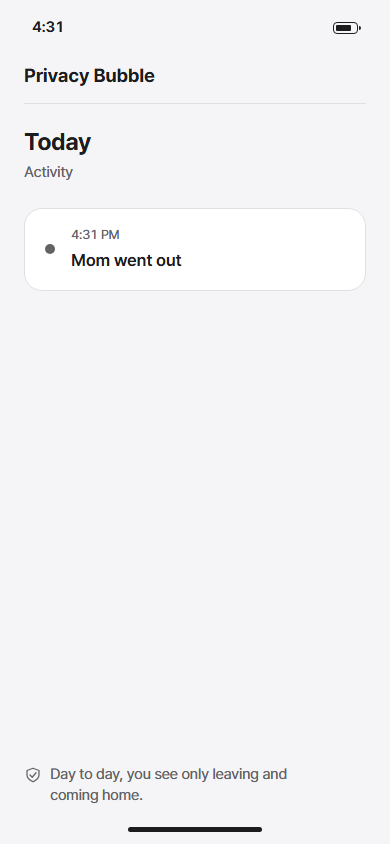 4:31
Privacy Bubble
Today
Activity
4:31 PM
Mom went out
Day to day, you see only leaving and
coming home.